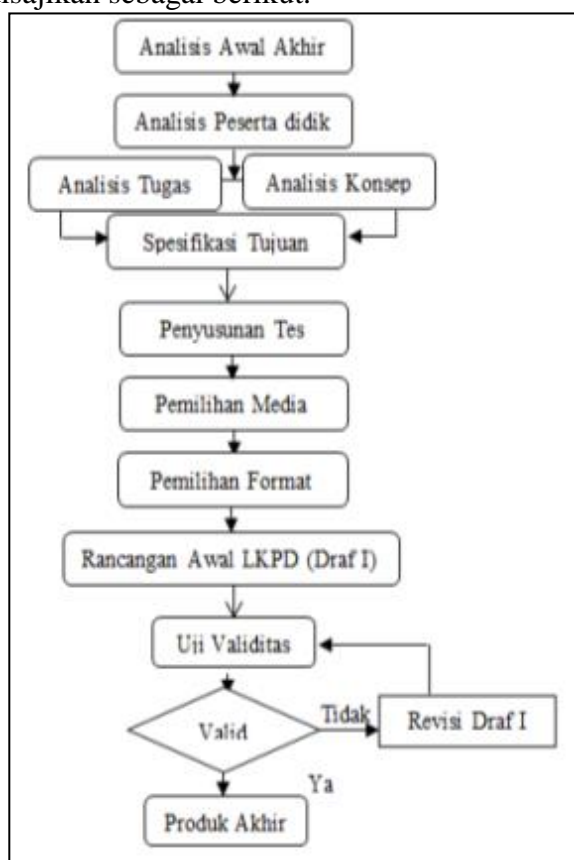 Analisis Awal Akhir
Analisis Peserta didik
Analisis Tugas
Analisis Konsep
Spesifikasi Tujuan
Penyusunan Tes
Pemilihan Media
Pemilihan Format
Rancangan Awal LKPD (Draf I)
Uji Validitas
Valid
Tidak
Revisi Draf I
Ya
Produk Akhir